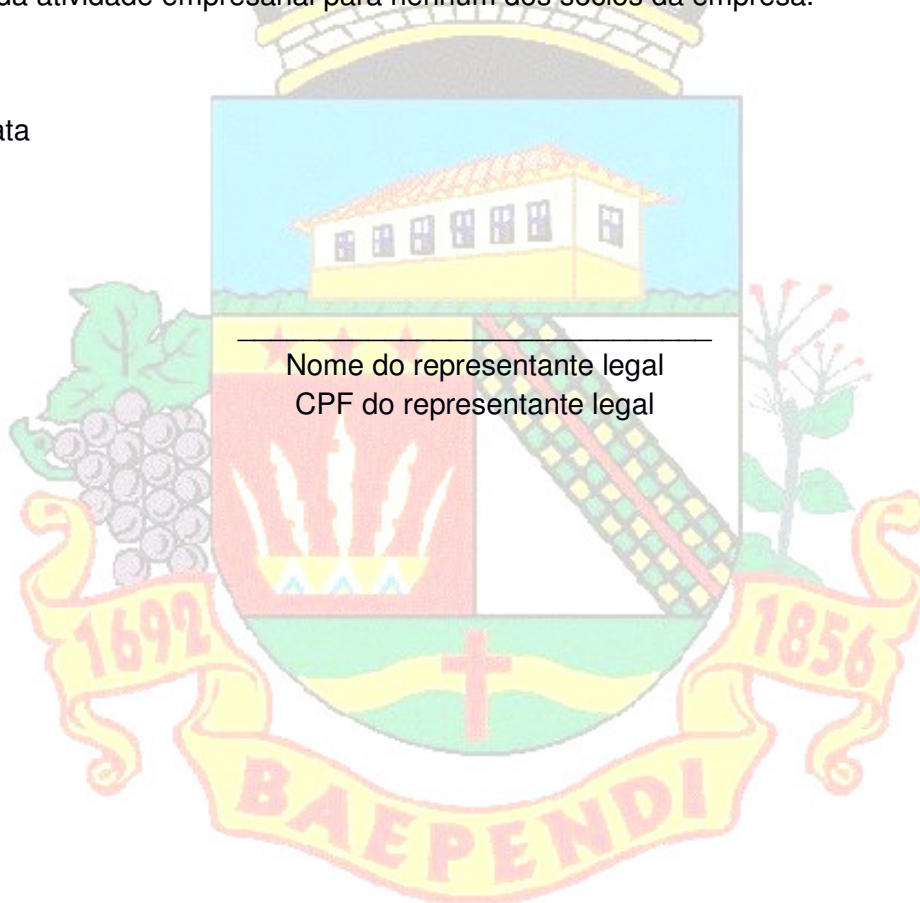 da atividade empresarial para nenhum dos sócios da empresa.
ata
_______________________________
Nome do representante legal
CPF do representante legal
1692
1856
BAEPENDI